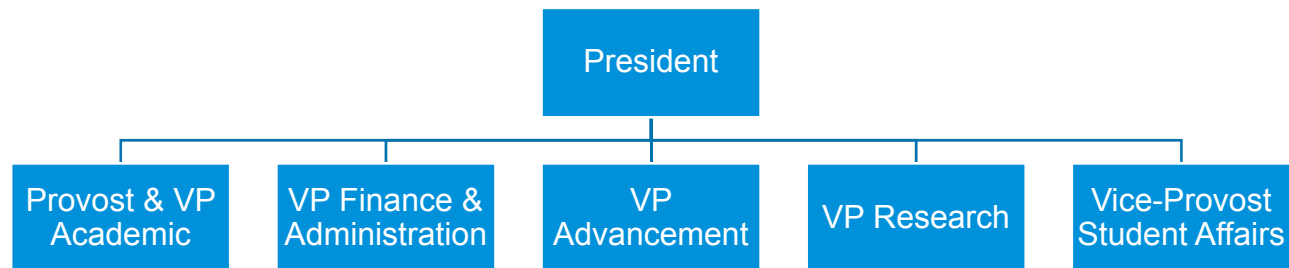 President
Provost & VP
Academic
VP Finance &
Administration
VP
Advancement
VP Research
Vice-Provost
Student Affairs